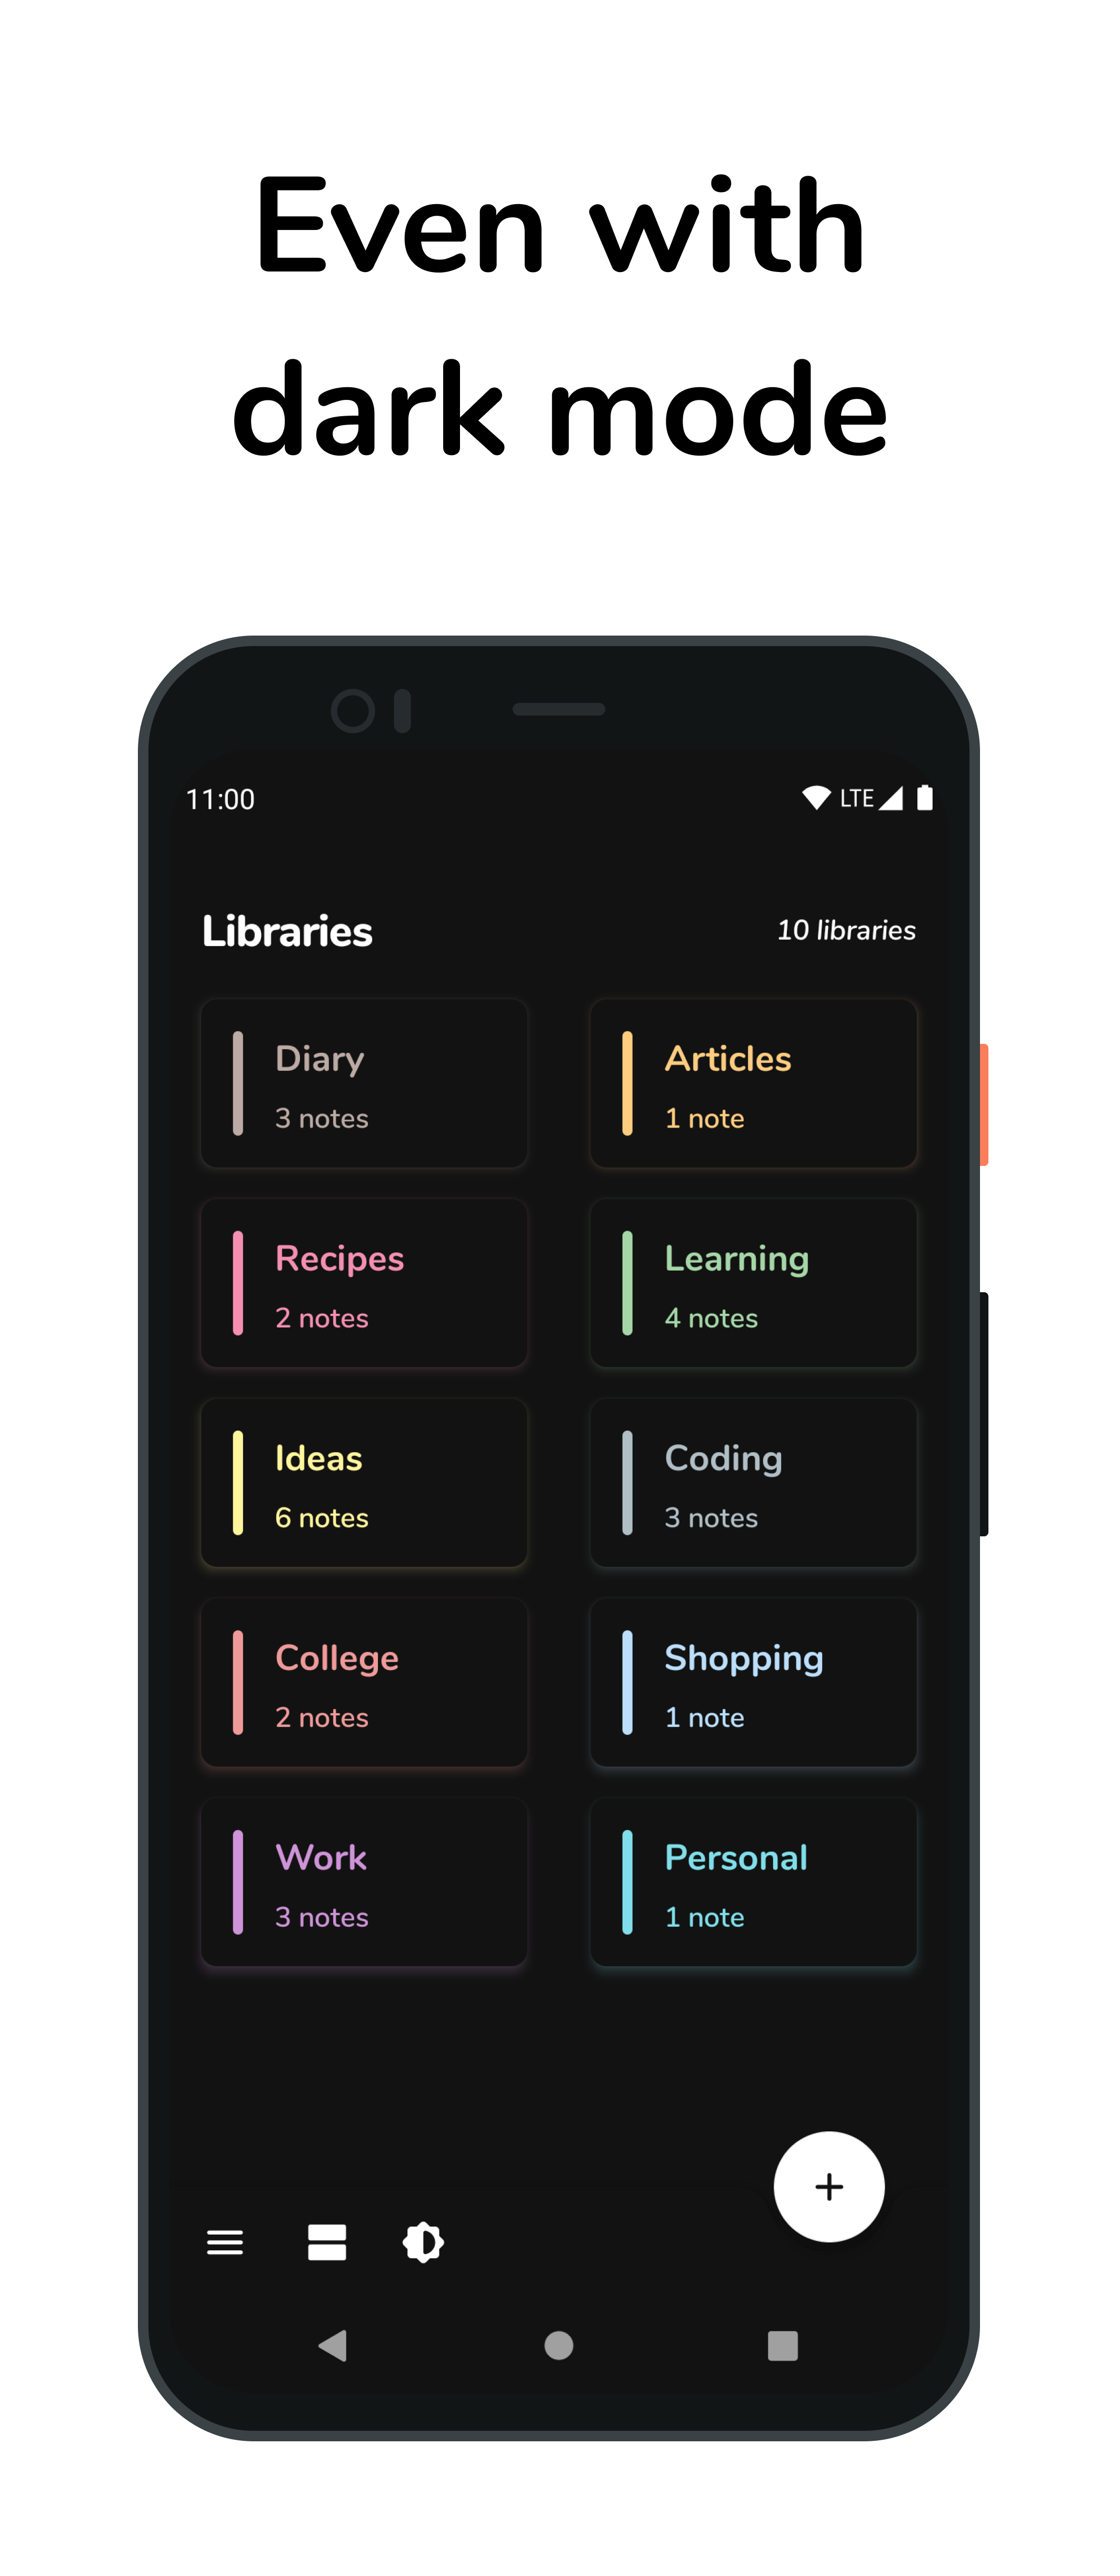 Even with
dark mode
11:00 LTE
Libraries 10 libraries
Diary Articles
3 notes 1 note
Recipes Learning
2 notes 4 notes
Ideas Coding
6 notes 3 notes
College Shopping
2 notes 1 note
Work Personal
3 notes 1 note